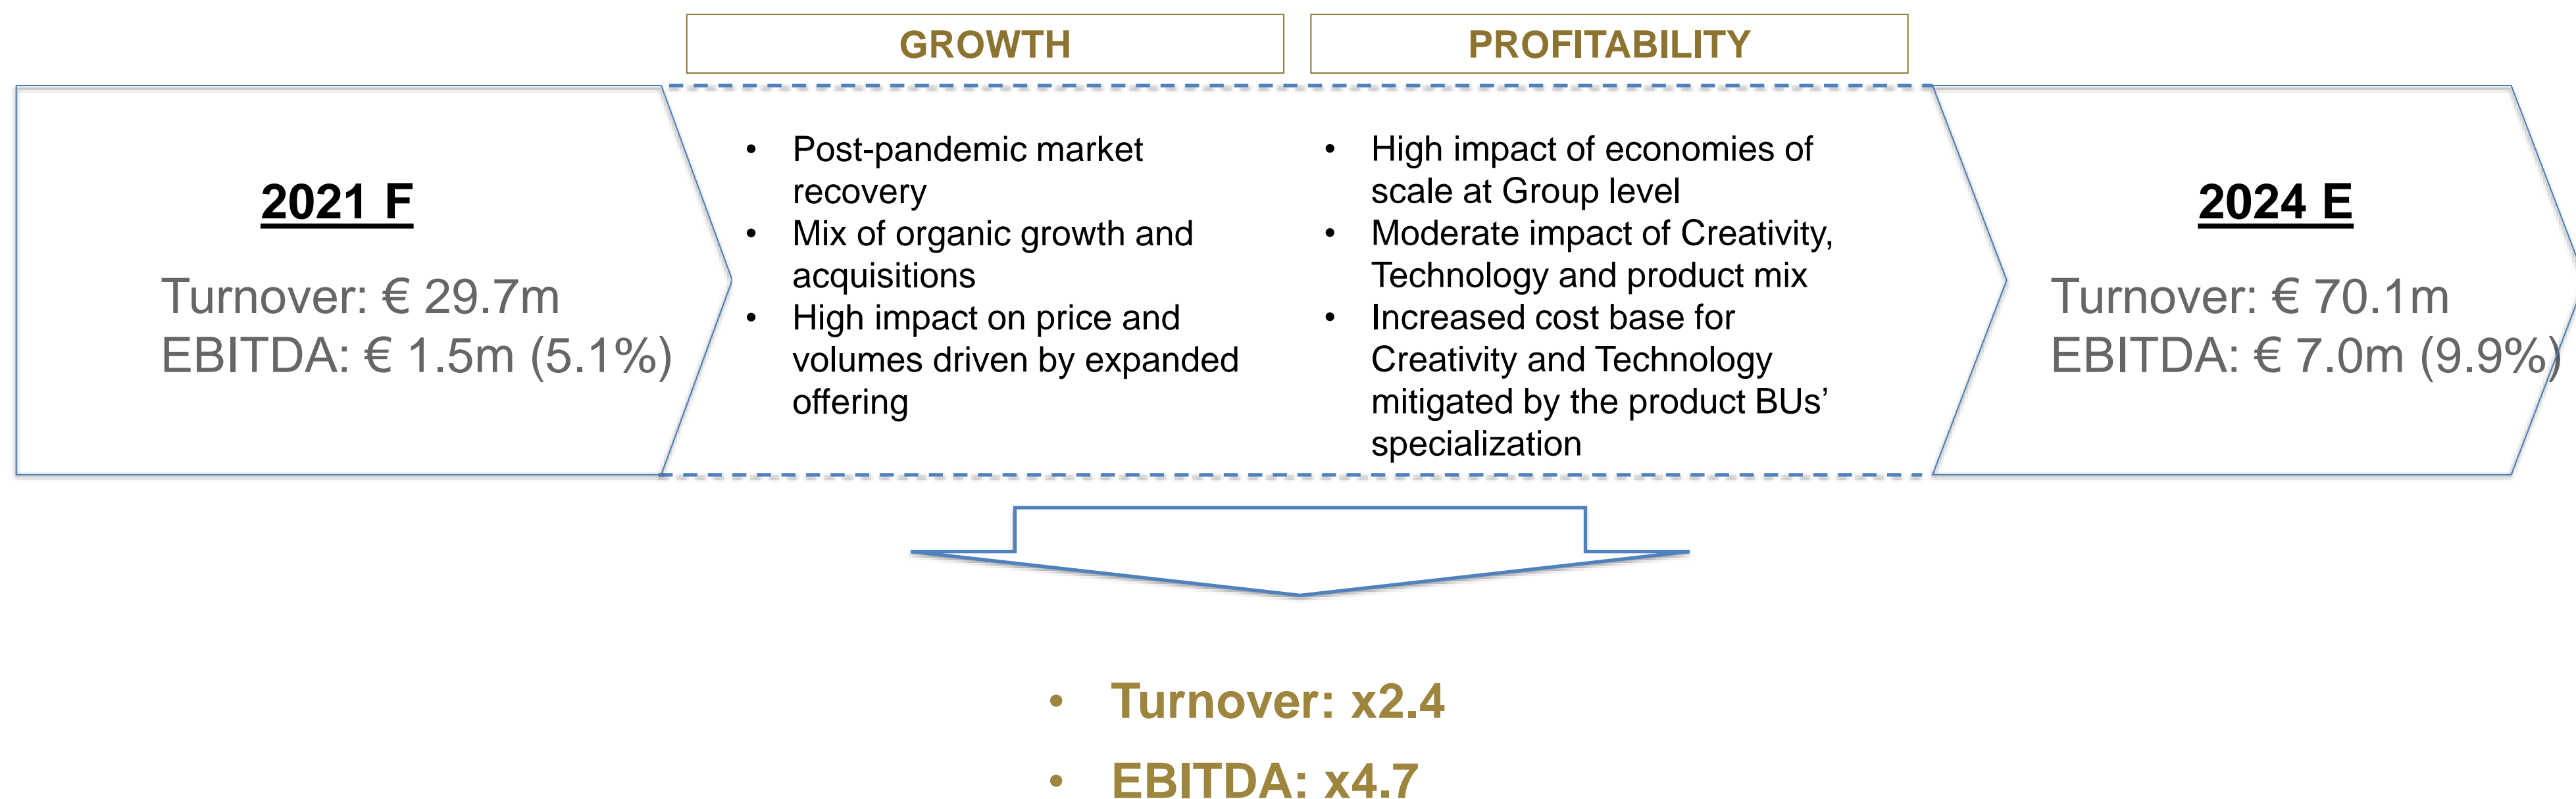 GROWTH
PROFITABILITY
2021 F
Turnover: € 29.7m
EBITDA: € 1.5m (5.1%)
• Post-pandemic market
recovery
• Mix of organic growth and
acquisitions
• High impact on price and
volumes driven by expanded
offering
• High impact of economies of
scale at Group level
• Moderate impact of Creativity,
Technology and product mix
• Increased cost base for
Creativity and Technology
mitigated by the product BUs’
specialization
2024 E
Turnover: € 70.1m
EBITDA: € 7.0m (9.9%)
• Turnover: x2.4
• EBITDA: x4.7